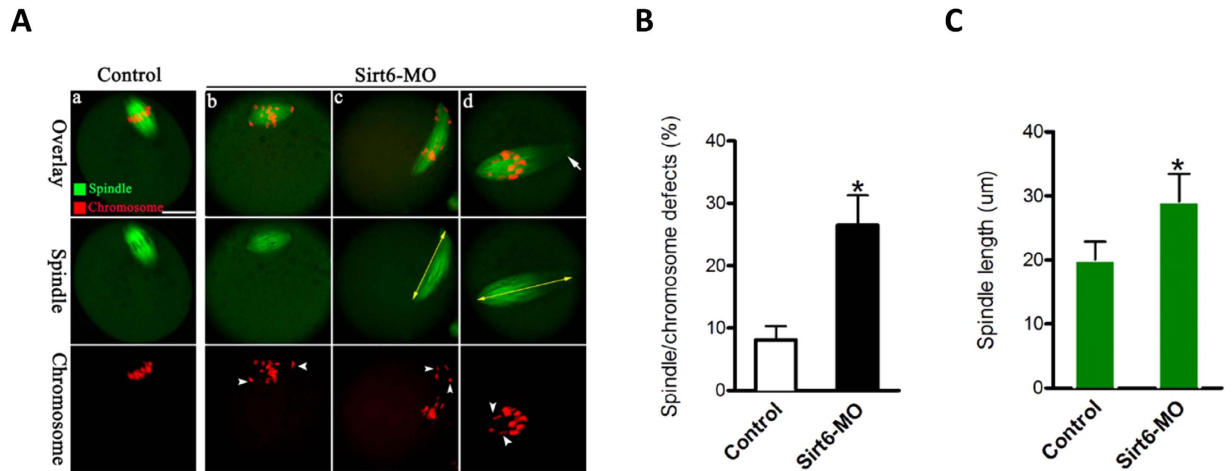 A
B
C
Control
Sirt6-MO
a
b
c
d
Overlay
Spindle
Chromosome
Spindle
Chromosome
Spindle/chromosome defects (%)
40
30
20
10
0
*
Control
Sirt6-MO
Spindle length (um)
40
30
20
10
0
*
Control
Sirt6-MO